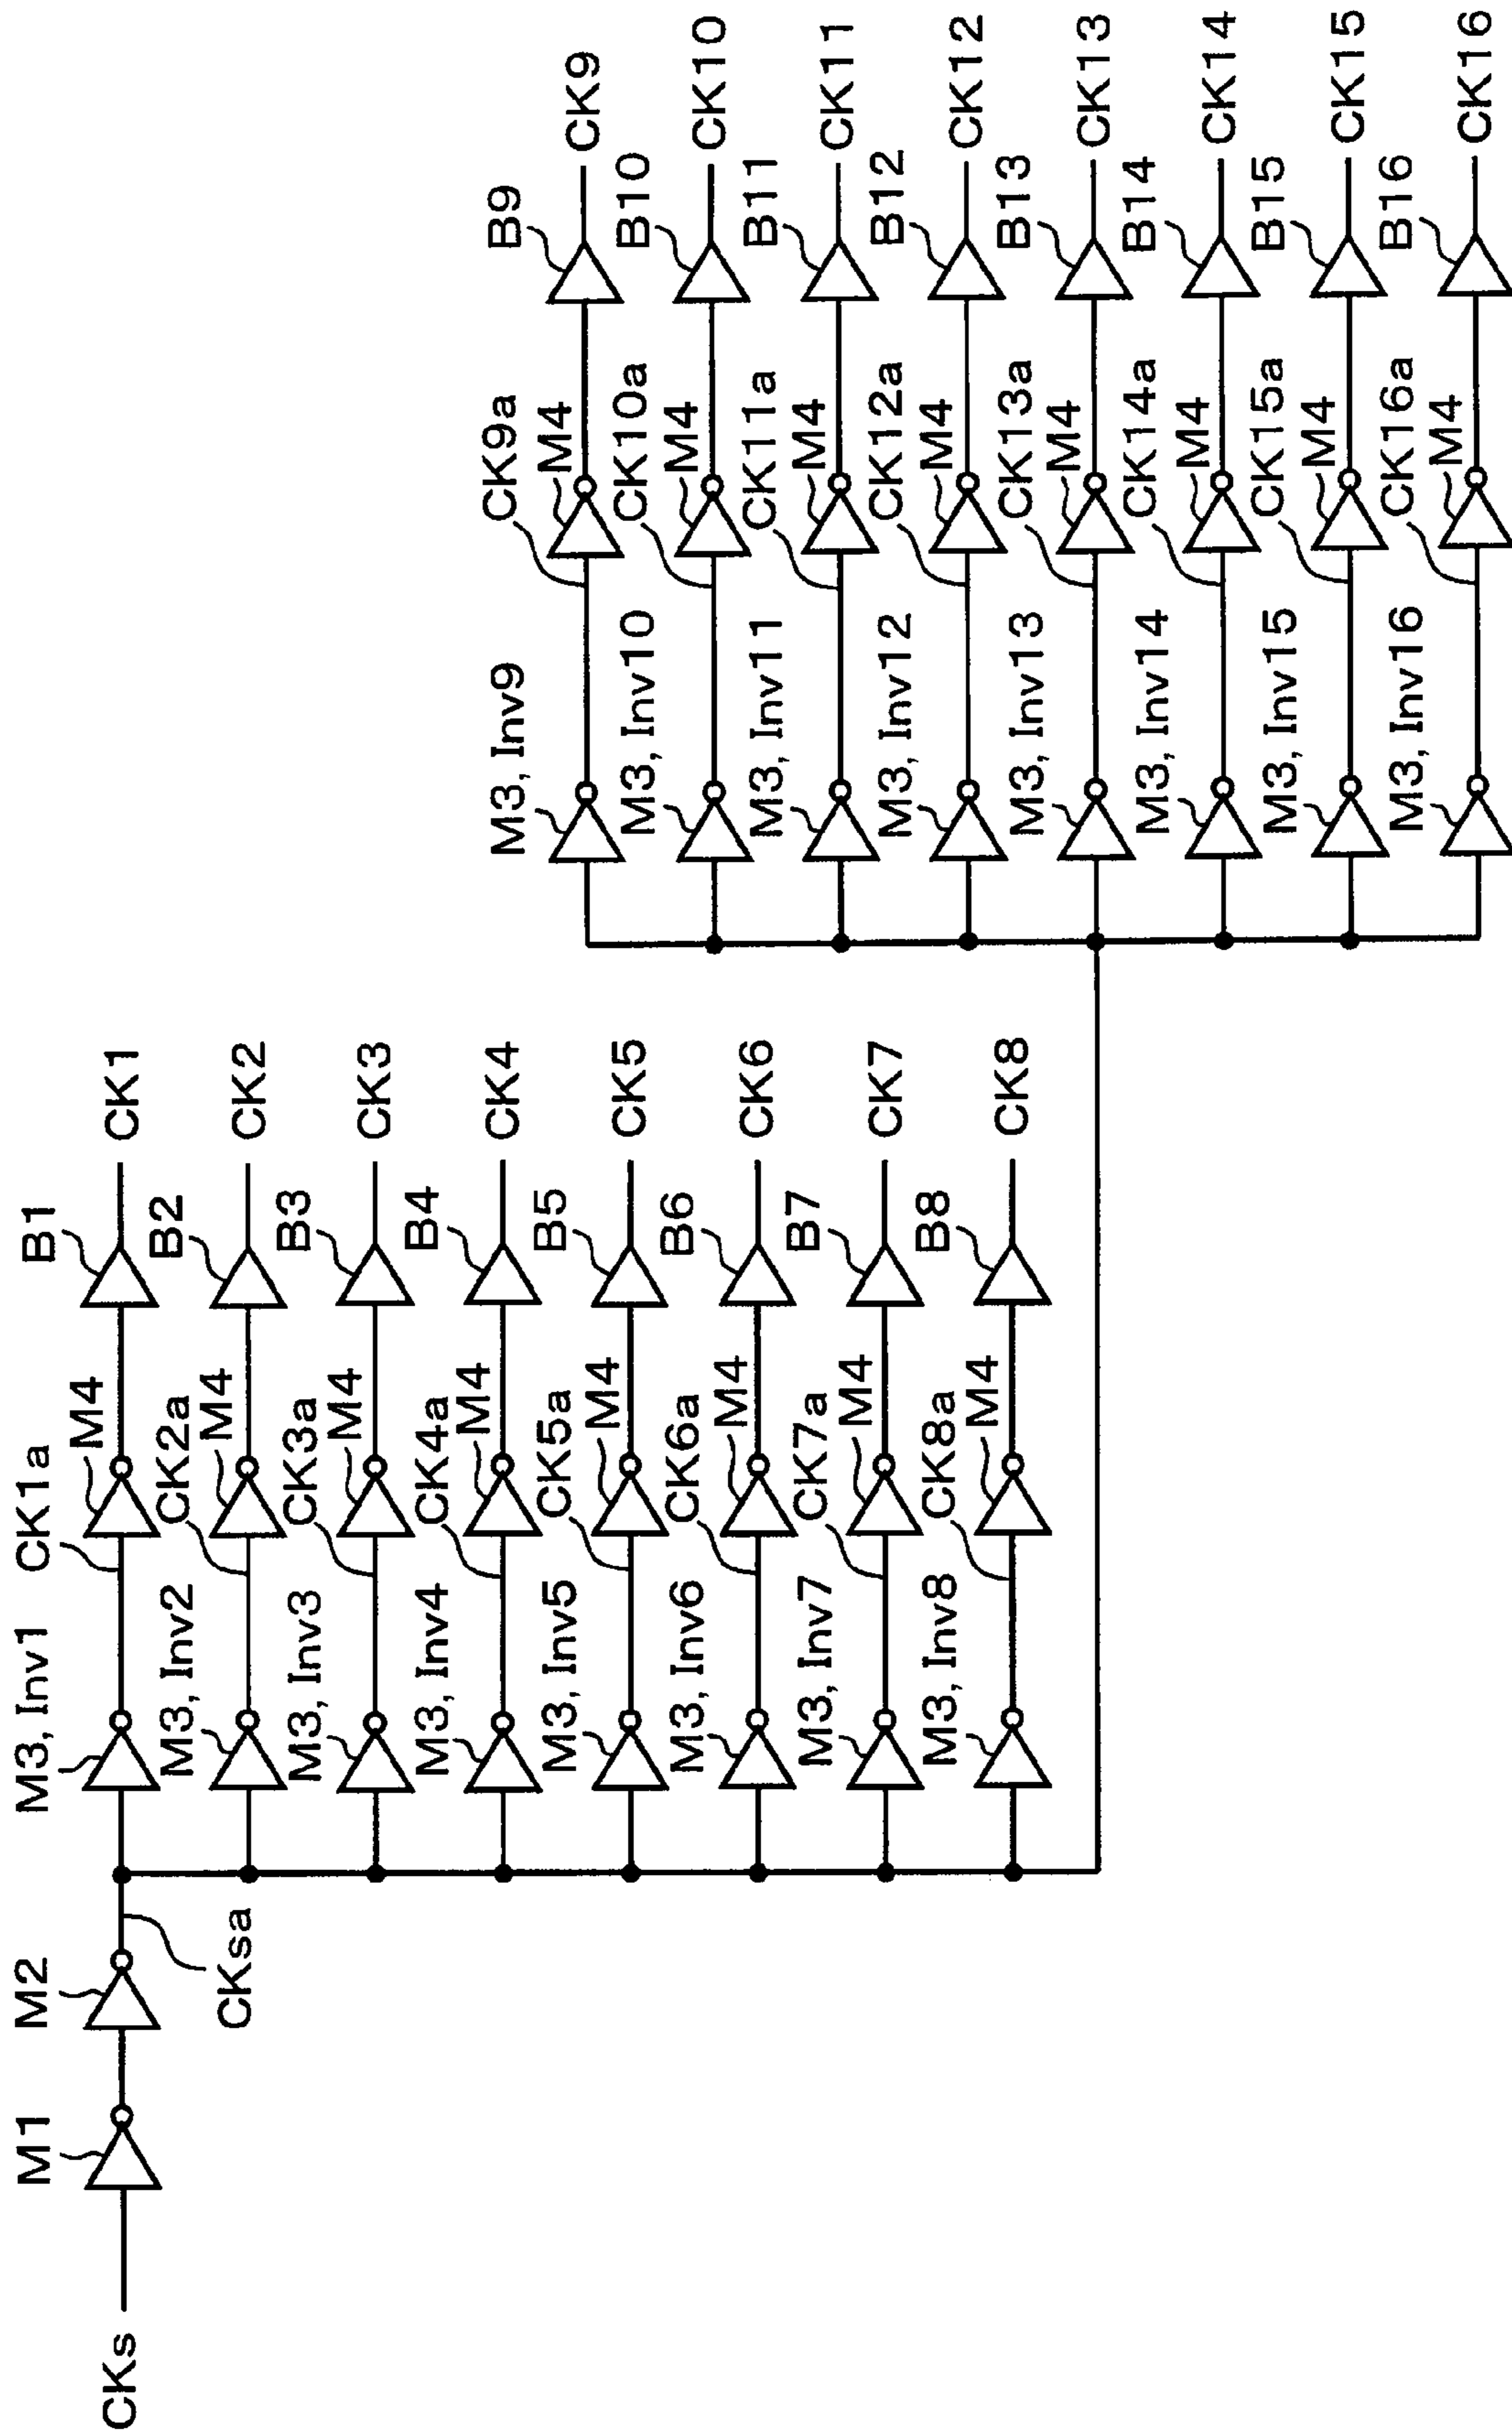 CKs
M1
M2
CKsa
M3, Inv1
CK1a
M4
B1
CK1
M3, Inv2
CK2a
M4
B2
CK2
M3, Inv3
CK3a
M4
B3
CK3
M3, Inv4
CK4a
M4
B4
CK4
M3, Inv5
CK5a
M4
B5
CK5
M3, Inv6
CK6a
M4
B6
CK6
M3, Inv7
CK7a
M4
B7
CK7
M3, Inv8
CK8a
M4
B8
CK8
M3, Inv9
CK9a
M4
B9
CK9
M3, Inv10
CK10a
M4
B10
CK10
M3, Inv11
CK11a
M4
B11
CK11
M3, Inv12
CK12a
M4
B12
CK12
M3, Inv13
CK13a
M4
B13
CK13
M3, Inv14
CK14a
M4
B14
CK14
M3, Inv15
CK15a
M4
B15
CK15
M3, Inv16
CK16a
M4
B16
CK16